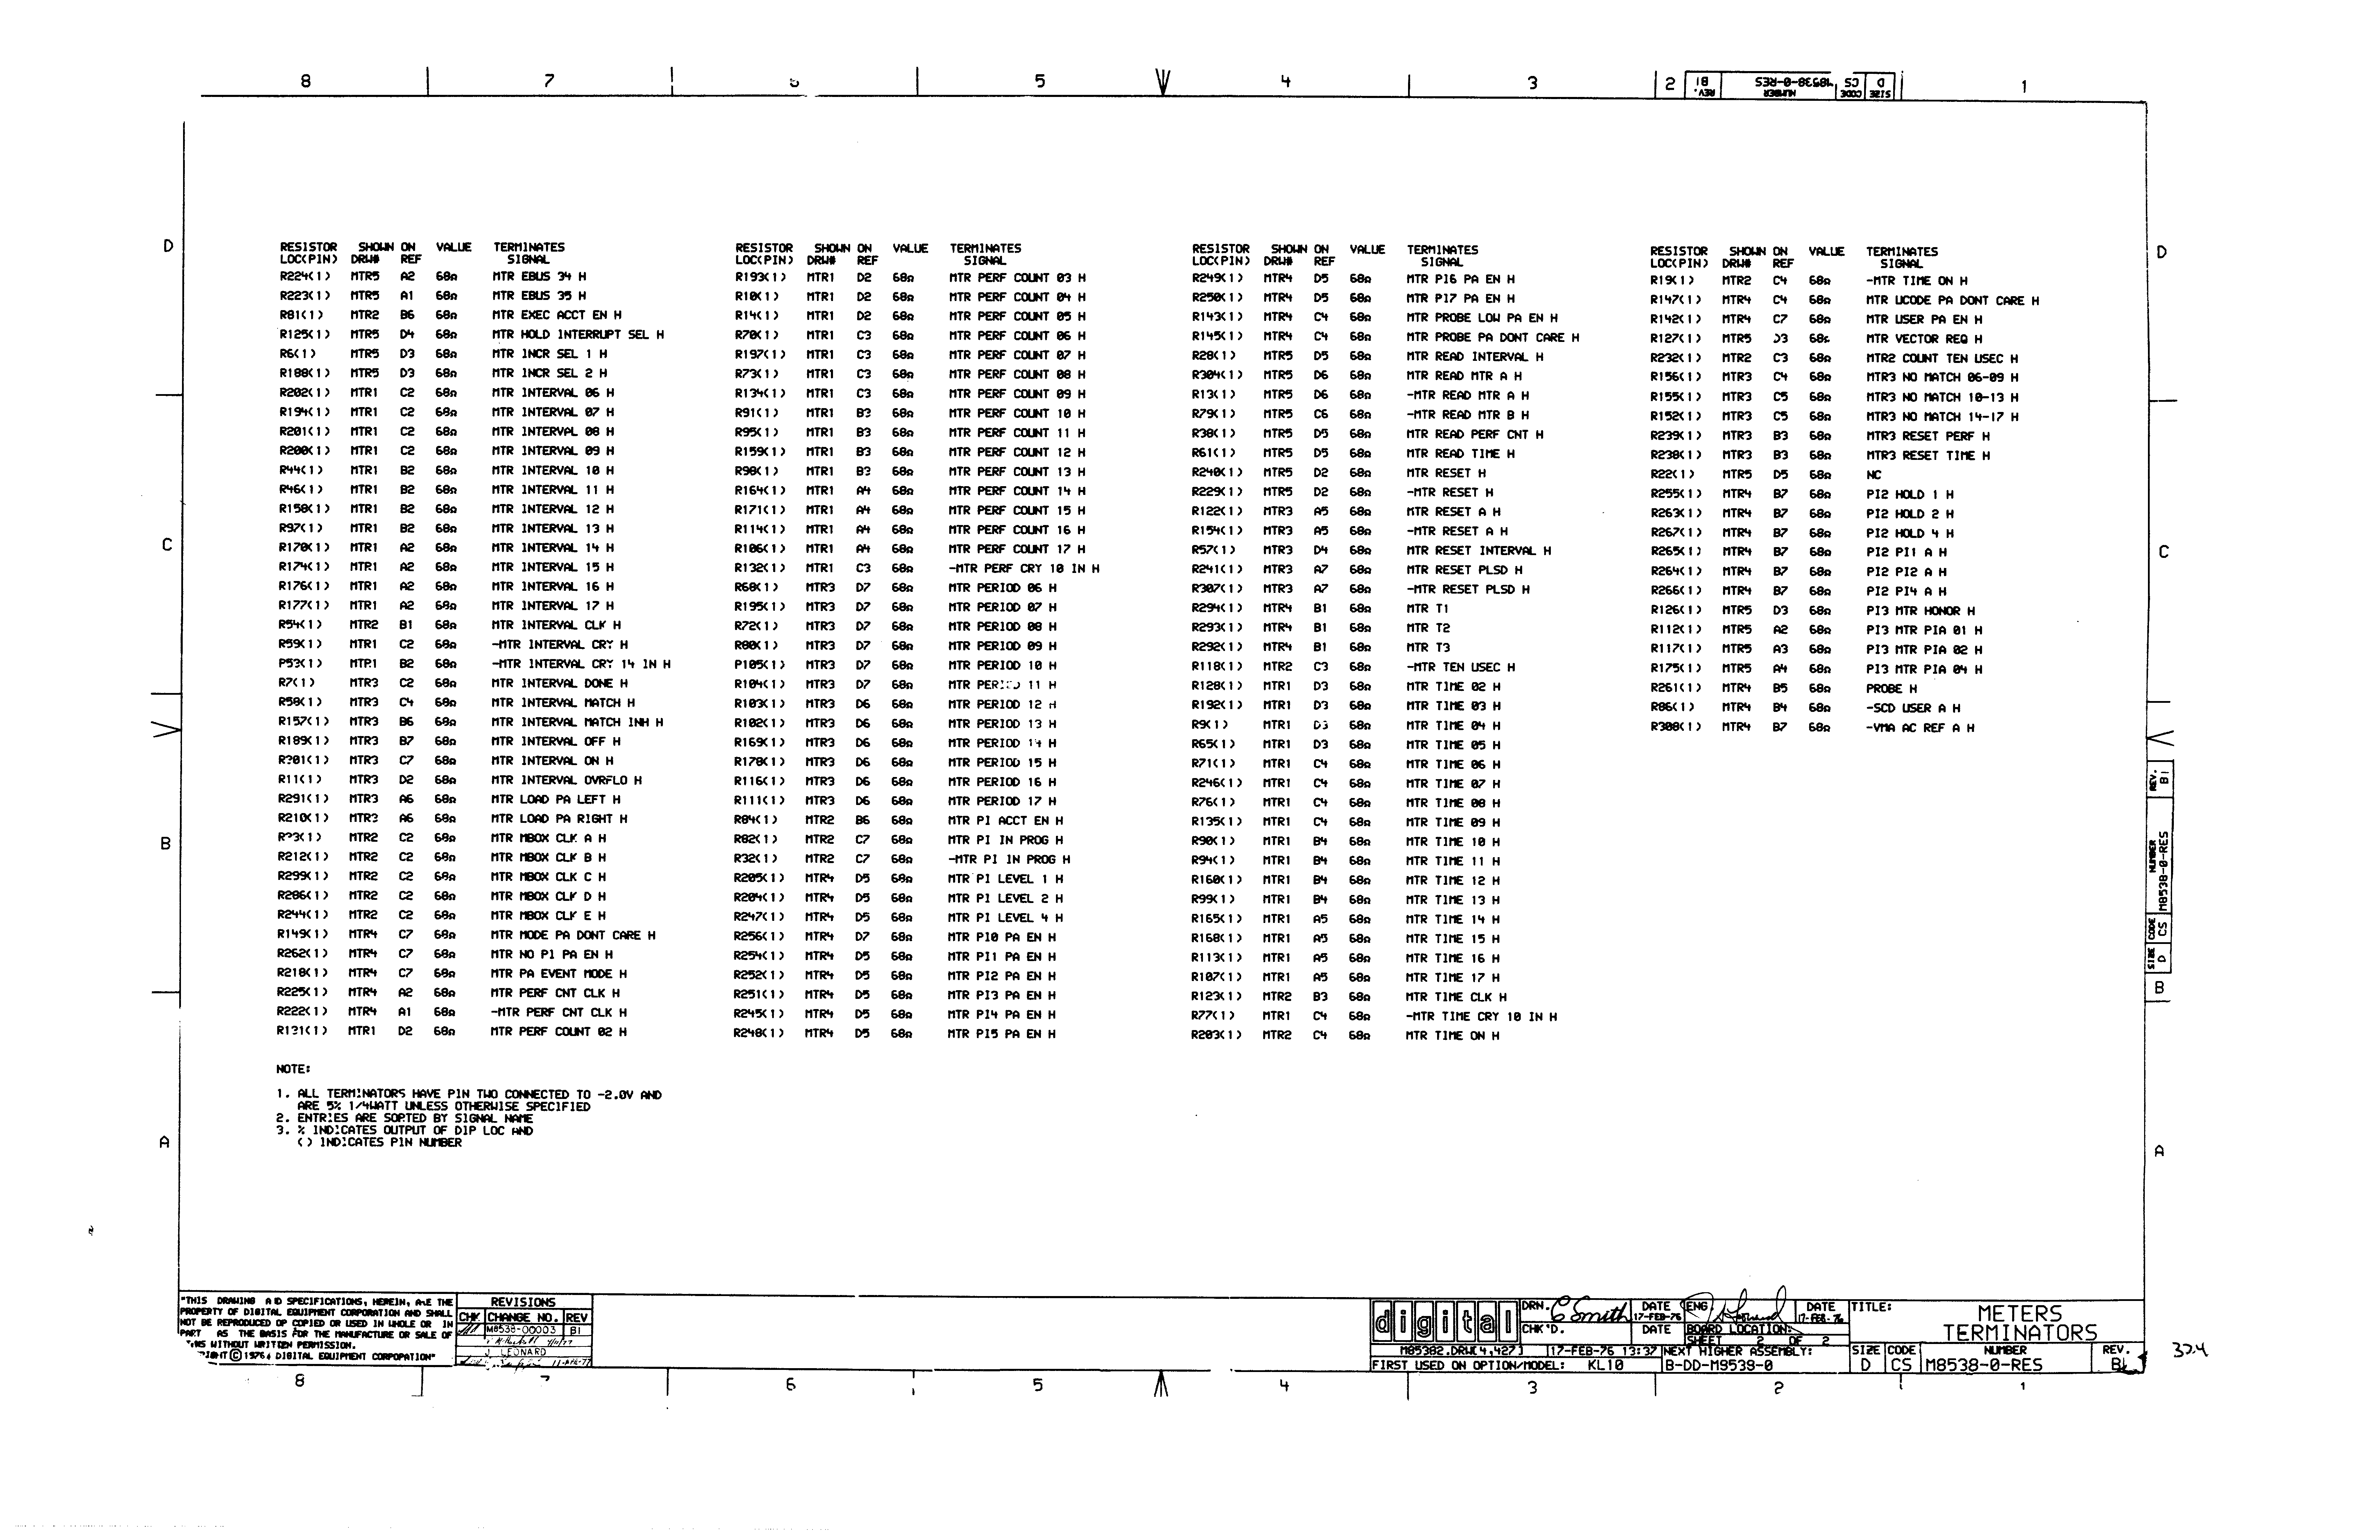 8 7 5 4 3 2 1
SIZE D CODE CS NUMBER M8538-0-RES REV. B1
RESISTOR SHOWN ON VALUE TERMINATES
LOC(PIN) DRW# REF SIGNAL
R224(1) MTR5 A2 68Ω MTR EBUS 34 H
R223(1) MTR5 A1 68Ω MTR EBUS 35 H
R81(1) MTR2 B6 68Ω MTR EXEC ACCT EN H
R125(1) MTR5 D4 68Ω MTR HOLD INTERRUPT SEL H
R6(1) MTR5 D3 68Ω MTR INCR SEL 1 H
R188(1) MTR5 D3 68Ω MTR INCR SEL 2 H
R202(1) MTR1 C2 68Ω MTR INTERVAL 06 H
R194(1) MTR1 C2 68Ω MTR INTERVAL 07 H
R201(1) MTR1 C2 68Ω MTR INTERVAL 08 H
R200(1) MTR1 C2 68Ω MTR INTERVAL 09 H
R44(1) MTR1 B2 68Ω MTR INTERVAL 10 H
R46(1) MTR1 B2 68Ω MTR INTERVAL 11 H
R150(1) MTR1 B2 68Ω MTR INTERVAL 12 H
R97(1) MTR1 B2 68Ω MTR INTERVAL 13 H
R170(1) MTR1 A2 68Ω MTR INTERVAL 14 H
R174(1) MTR1 A2 68Ω MTR INTERVAL 15 H
R176(1) MTR1 A2 68Ω MTR INTERVAL 16 H
R177(1) MTR1 A2 68Ω MTR INTERVAL 17 H
R54(1) MTR2 B1 68Ω MTR INTERVAL CLK H
R59(1) MTR1 C2 68Ω -MTR INTERVAL CRY H
R53(1) MTR1 B2 68Ω -MTR INTERVAL CRY 14 IN H
R7(1) MTR3 C2 68Ω MTR INTERVAL DONE H
R58(1) MTR3 C4 68Ω MTR INTERVAL MATCH H
R157(1) MTR3 B6 68Ω MTR INTERVAL MATCH INH H
R189(1) MTR3 B7 68Ω MTR INTERVAL OFF H
MTR3 C7 68Ω MTR INTERVAL ON H
R11(1) MTR3 D2 68Ω MTR INTERVAL OVRFLO H
R291(1) MTR3 A6 68Ω MTR LOAD PA LEFT H
R210(1) MTR3 A6 68Ω MTR LOAD PA RIGHT H
MTR2 C2 68Ω MTR MBOX CLK A H
R212(1) MTR2 C2 68Ω MTR MBOX CLK B H
R299(1) MTR2 C2 68Ω MTR MBOX CLK C H
R286(1) MTR2 C2 68Ω MTR MBOX CLK D H
R244(1) MTR2 C2 68Ω MTR MBOX CLK E H
R149(1) MTR4 C7 68Ω MTR MODE PA DONT CARE H
R262(1) MTR4 C7 68Ω MTR NO PI PA EN H
R218(1) MTR4 C7 68Ω MTR PA EVENT MODE H
R225(1) MTR4 A2 68Ω MTR PERF CNT CLK H
R222(1) MTR4 A1 68Ω -MTR PERF CNT CLK H
R131(1) MTR1 D2 68Ω MTR PERF COUNT 02 H
RESISTOR SHOWN ON VALUE TERMINATES
LOC(PIN) DRW# REF SIGNAL
R193(1) MTR1 D2 68Ω MTR PERF COUNT 03 H
R10(1) MTR1 D2 68Ω MTR PERF COUNT 04 H
R14(1) MTR1 D2 68Ω MTR PERF COUNT 05 H
R70(1) MTR1 C3 68Ω MTR PERF COUNT 06 H
R197(1) MTR1 C3 68Ω MTR PERF COUNT 07 H
R73(1) MTR1 C3 68Ω MTR PERF COUNT 08 H
R134(1) MTR1 C3 68Ω MTR PERF COUNT 09 H
R91(1) MTR1 B3 68Ω MTR PERF COUNT 10 H
R95(1) MTR1 B3 68Ω MTR PERF COUNT 11 H
R159(1) MTR1 B3 68Ω MTR PERF COUNT 12 H
R98(1) MTR1 B3 68Ω MTR PERF COUNT 13 H
R164(1) MTR1 A4 68Ω MTR PERF COUNT 14 H
R171(1) MTR1 A4 68Ω MTR PERF COUNT 15 H
R114(1) MTR1 A4 68Ω MTR PERF COUNT 16 H
R106(1) MTR1 A4 68Ω MTR PERF COUNT 17 H
R132(1) MTR1 C3 68Ω -MTR PERF CRY 10 IN H
R68(1) MTR3 D7 68Ω MTR PERIOD 06 H
R195(1) MTR3 D7 68Ω MTR PERIOD 07 H
R72(1) MTR3 D7 68Ω MTR PERIOD 08 H
R80(1) MTR3 D7 68Ω MTR PERIOD 09 H
R105(1) MTR3 D7 68Ω MTR PERIOD 10 H
R104(1) MTR3 D7 68Ω MTR PERIOD 11 H
R103(1) MTR3 D6 68Ω MTR PERIOD 12 H
R102(1) MTR3 D6 68Ω MTR PERIOD 13 H
R169(1) MTR3 D6 68Ω MTR PERIOD 14 H
R178(1) MTR3 D6 68Ω MTR PERIOD 15 H
R116(1) MTR3 D6 68Ω MTR PERIOD 16 H
R111(1) MTR3 D6 68Ω MTR PERIOD 17 H
R84(1) MTR2 B6 68Ω MTR PI ACCT EN H
R82(1) MTR2 C7 68Ω MTR PI IN PROG H
R32(1) MTR2 C7 68Ω -MTR PI IN PROG H
R205(1) MTR4 D5 68Ω MTR PI LEVEL 1 H
R204(1) MTR4 D5 68Ω MTR PI LEVEL 2 H
R247(1) MTR4 D5 68Ω MTR PI LEVEL 4 H
R256(1) MTR4 D7 68Ω MTR PI0 PA EN H
R254(1) MTR4 D5 68Ω MTR PI1 PA EN H
R252(1) MTR4 D5 68Ω MTR PI2 PA EN H
R251(1) MTR4 D5 68Ω MTR PI3 PA EN H
R245(1) MTR4 D5 68Ω MTR PI4 PA EN H
R248(1) MTR4 D5 68Ω MTR PI5 PA EN H
RESISTOR SHOWN ON VALUE TERMINATES
LOC(PIN) DRW# REF SIGNAL
R249(1) MTR4 D5 68Ω MTR PI6 PA EN H
R250(1) MTR4 D5 68Ω MTR PI7 PA EN H
R143(1) MTR4 C4 68Ω MTR PROBE LOW PA EN H
R145(1) MTR4 C4 68Ω MTR PROBE PA DONT CARE H
R28(1) MTR5 D5 68Ω MTR READ INTERVAL H
R304(1) MTR5 D6 68Ω MTR READ MTR A H
R13(1) MTR5 D6 68Ω -MTR READ MTR A H
R79(1) MTR5 C6 68Ω -MTR READ MTR B H
R38(1) MTR5 D5 68Ω MTR READ PERF CNT H
R61(1) MTR5 D5 68Ω MTR READ TIME H
R240(1) MTR5 D2 68Ω MTR RESET H
R229(1) MTR5 D2 68Ω -MTR RESET H
R122(1) MTR3 A5 68Ω MTR RESET A H
R154(1) MTR3 A5 68Ω -MTR RESET A H
R57(1) MTR3 D4 68Ω MTR RESET INTERVAL H
R241(1) MTR3 A7 68Ω MTR RESET PLSD H
R307(1) MTR3 A7 68Ω -MTR RESET PLSD H
R294(1) MTR4 B1 68Ω MTR T1
R293(1) MTR4 B1 68Ω MTR T2
R292(1) MTR4 B1 68Ω MTR T3
R118(1) MTR2 C3 68Ω -MTR TEN USEC H
R128(1) MTR1 D3 68Ω MTR TIME 02 H
R192(1) MTR1 D3 68Ω MTR TIME 03 H
R9(1) MTR1 D3 68Ω MTR TIME 04 H
R65(1) MTR1 D3 68Ω MTR TIME 05 H
R71(1) MTR1 C4 68Ω MTR TIME 06 H
R246(1) MTR1 C4 68Ω MTR TIME 07 H
R76(1) MTR1 C4 68Ω MTR TIME 08 H
R135(1) MTR1 C4 68Ω MTR TIME 09 H
R90(1) MTR1 B4 68Ω MTR TIME 10 H
R94(1) MTR1 B4 68Ω MTR TIME 11 H
R160(1) MTR1 B4 68Ω MTR TIME 12 H
R99(1) MTR1 B4 68Ω MTR TIME 13 H
R165(1) MTR1 A5 68Ω MTR TIME 14 H
R168(1) MTR1 A5 68Ω MTR TIME 15 H
R113(1) MTR1 A5 68Ω MTR TIME 16 H
R107(1) MTR1 A5 68Ω MTR TIME 17 H
R123(1) MTR2 B3 68Ω MTR TIME CLK H
R77(1) MTR1 C4 68Ω -MTR TIME CRY 10 IN H
R203(1) MTR2 C4 68Ω MTR TIME ON H
RESISTOR SHOWN ON VALUE TERMINATES
LOC(PIN) DRW# REF SIGNAL
R19(1) MTR2 C4 68Ω -MTR TIME ON H
R147(1) MTR4 C4 68Ω MTR UCODE PA DONT CARE H
R142(1) MTR4 C7 68Ω MTR USER PA EN H
R127(1) MTR5 D3 68Ω MTR VECTOR REQ H
R232(1) MTR2 C3 68Ω MTR2 COUNT TEN USEC H
R156(1) MTR3 C4 68Ω MTR3 NO MATCH 06-09 H
R155(1) MTR3 C5 68Ω MTR3 NO MATCH 10-13 H
R152(1) MTR3 C5 68Ω MTR3 NO MATCH 14-17 H
R239(1) MTR3 B3 68Ω MTR3 RESET PERF H
R238(1) MTR3 B3 68Ω MTR3 RESET TIME H
R22(1) MTR5 D5 68Ω NC
R255(1) MTR4 B7 68Ω PI2 HOLD 1 H
R263(1) MTR4 B7 68Ω PI2 HOLD 2 H
R267(1) MTR4 B7 68Ω PI2 HOLD 4 H
R265(1) MTR4 B7 68Ω PI2 PI1 A H
R264(1) MTR4 B7 68Ω PI2 PI2 A H
R266(1) MTR4 B7 68Ω PI2 PI4 A H
R126(1) MTR5 D3 68Ω PI3 MTR HONOR H
R112(1) MTR5 A2 68Ω PI3 MTR PIA 01 H
R117(1) MTR5 A3 68Ω PI3 MTR PIA 02 H
R175(1) MTR5 A4 68Ω PI3 MTR PIA 04 H
R261(1) MTR4 B5 68Ω PROBE H
R86(1) MTR4 B4 68Ω -SCD USER A H
R308(1) MTR4 B7 68Ω -VMA AC REF A H
D
C
B
A
D
C
B
A
SIZE D CODE CS NUMBER M8538-0-RES REV. B1
NOTE:
1. ALL TERMINATORS HAVE PIN TWO CONNECTED TO -2.0V AND
ARE 5% 1/4WATT UNLESS OTHERWISE SPECIFIED
2. ENTRIES ARE SORTED BY SIGNAL NAME
3. % INDICATES OUTPUT OF DIP LOC AND
() INDICATES PIN NUMBER
"THIS DRAWING AND SPECIFICATIONS, HEREIN, ARE THE
PROPERTY OF DIGITAL EQUIPMENT CORPORATION AND SHALL
NOT BE REPRODUCED OR COPIED OR USED IN WHOLE OR IN
PART AS THE BASIS FOR THE MANUFACTURE OR SALE OF
WITHOUT WRITTEN PERMISSION.
© 1976, DIGITAL EQUIPMENT CORPORATION"
REVISIONS
CHK CHANGE NO. REV
M8538-00003 B1
J. LEONARD
11-APR-77
digital
DRN. E Smith DATE 17-FEB-76 ENG. DATE 17-FEB-76
CHK'D. DATE BOARD LOCATION:
SHEET 2 OF 2
TITLE: METERS
TERMINATORS
M85382.DRW[4,427] 17-FEB-76 13:37 NEXT HIGHER ASSEMBLY:
FIRST USED ON OPTION/MODEL: KL10 B-DD-M8538-0
SIZE CODE NUMBER REV.
D CS M8538-0-RES B1
324
8 7 6 5 4 3 2 1